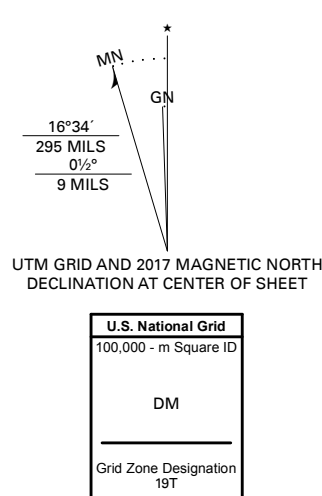 ★
MN
GN
16°34´
295 MILS
0½°
9 MILS
UTM GRID AND 2017 MAGNETIC NORTH
DECLINATION AT CENTER OF SHEET
U.S. National Grid
100,000 - m Square ID
DM
Grid Zone Designation
19T